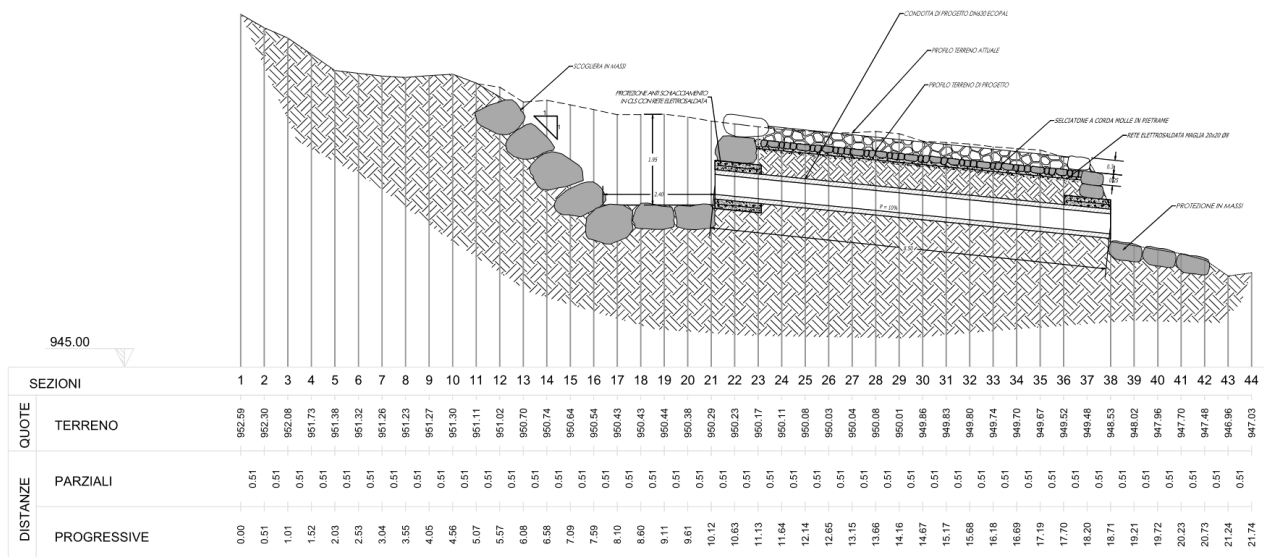 CONDOTTA DI PROGETTO DN630 ECOPAL
PROFILO TERRENO ATTUALE
SCOGLIERA IN MASSI
PROFILO TERRENO DI PROGETTO
PROTEZIONE ANTI SCHIACCIAMENTO
IN CLS CON RETE ELETTROSALDATA
SELCIATONE A CORDA MOLLE IN PIETRAME
RETE ELETTROSALDATA MAGLIA 20x20 Ø8
1
1
1.95
0.5
0.25
2.40
P = 10%
8.50
PROTEZIONE IN MASSI
945.00
SEZIONI 1 2 3 4 5 6 7 8 9 10 11 12 13 14 15 16 17 18 19 20 21 22 23 24 25 26 27 28 29 30 31 32 33 34 35 36 37 38 39 40 41 42 43 44
QUOTE
TERRENO 952.59 952.30 952.08 951.73 951.38 951.32 951.26 951.23 951.27 951.30 951.11 951.02 950.70 950.74 950.64 950.54 950.43 950.43 950.44 950.38 950.29 950.23 950.17 950.11 950.08 950.03 950.04 950.08 950.01 949.86 949.83 949.80 949.74 949.70 949.67 949.52 949.48 948.53 948.02 947.96 947.70 947.48 946.96 947.03
DISTANZE
PARZIALI 0.51 0.51 0.51 0.51 0.51 0.51 0.51 0.51 0.51 0.51 0.51 0.51 0.51 0.51 0.51 0.51 0.51 0.51 0.51 0.51 0.51 0.51 0.51 0.51 0.51 0.51 0.51 0.51 0.51 0.51 0.51 0.51 0.51 0.51 0.51 0.51 0.51 0.51 0.51 0.51 0.51 0.51 0.51
PROGRESSIVE 0.00 0.51 1.01 1.52 2.03 2.53 3.04 3.55 4.05 4.56 5.07 5.57 6.08 6.58 7.09 7.59 8.10 8.60 9.11 9.61 10.12 10.63 11.13 11.64 12.14 12.65 13.15 13.66 14.16 14.67 15.17 15.68 16.18 16.69 17.19 17.70 18.20 18.71 19.21 19.72 20.23 20.73 21.24 21.74